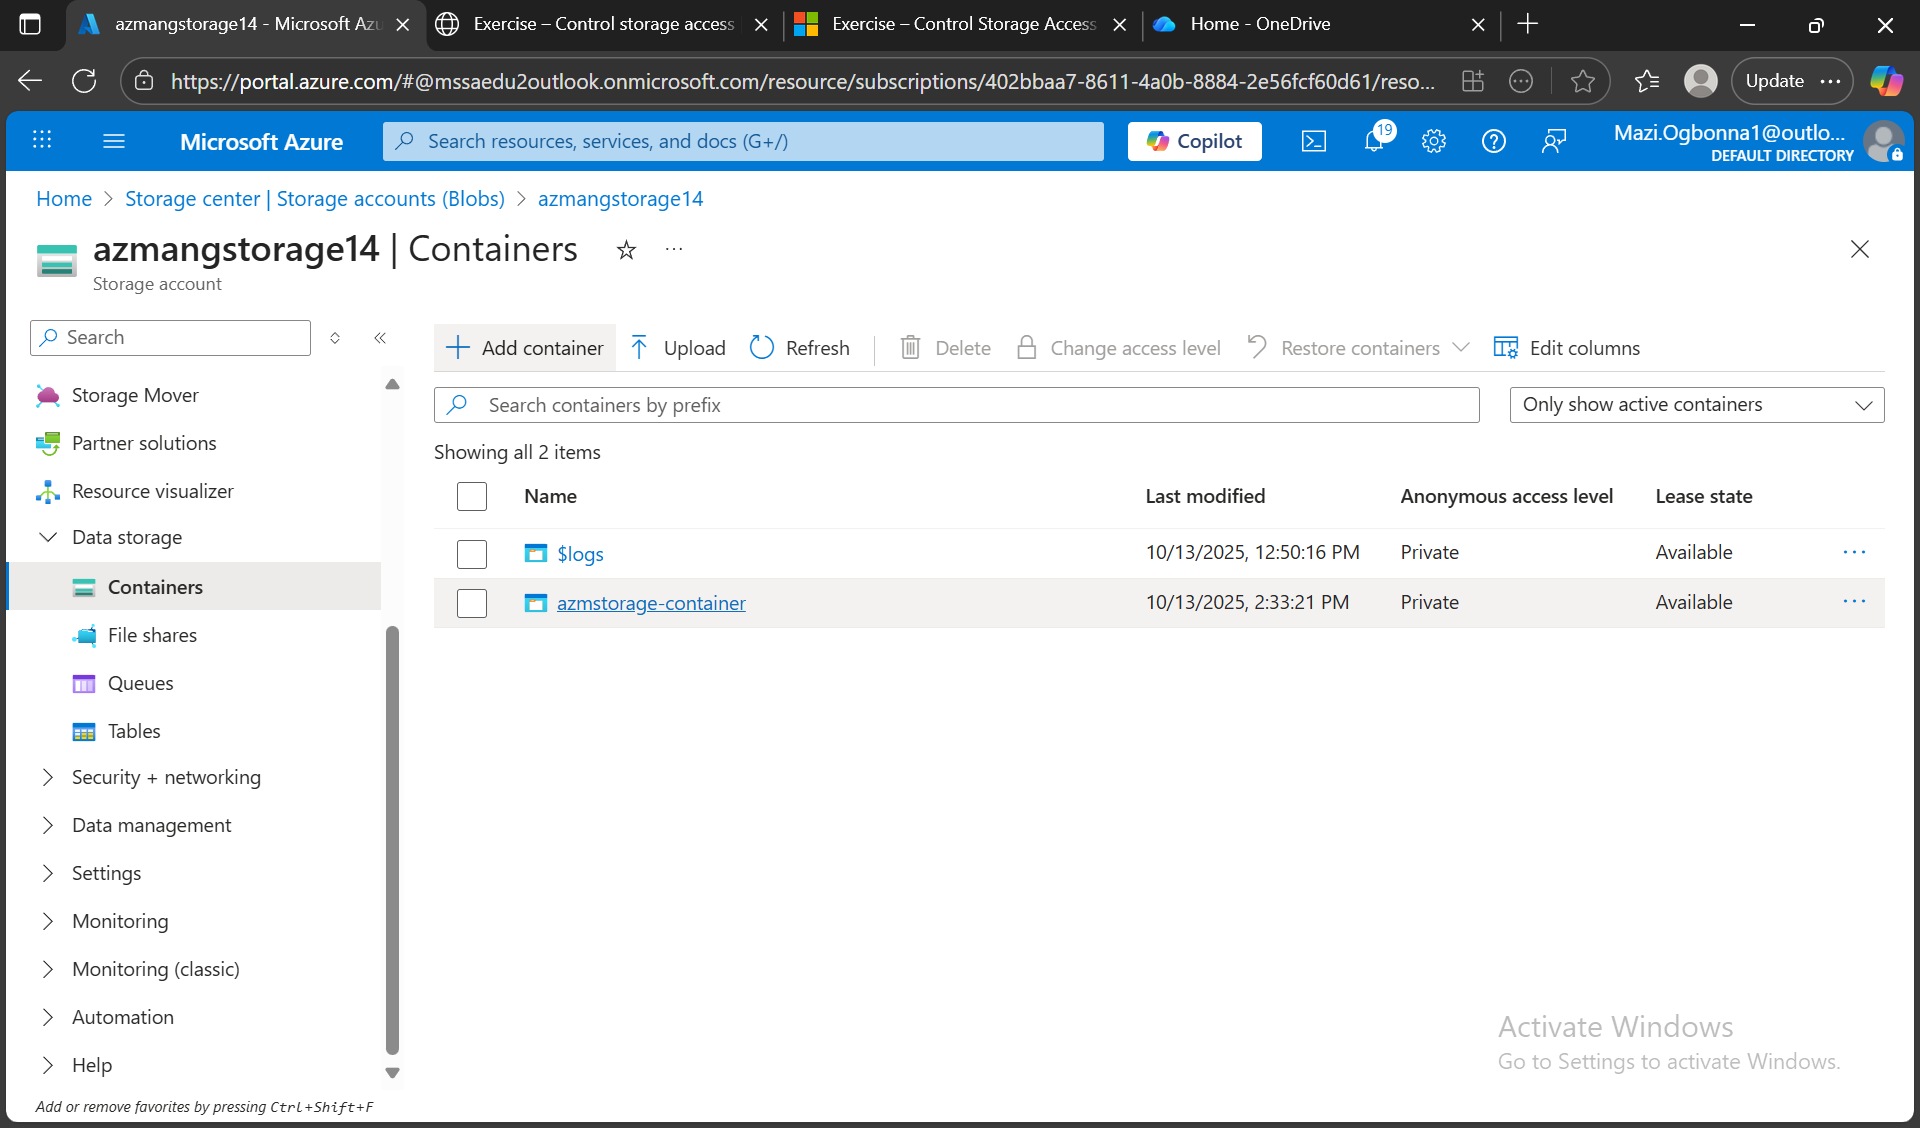 azmangstorage14 - Microsoft Azu
Exercise – Control storage access
Exercise – Control Storage Access
Home - OneDrive
https://portal.azure.com/#@mssaedu2outlook.onmicrosoft.com/resource/subscriptions/402bbaa7-8611-4a0b-8884-2e56fcf60d61/reso...
Update
Microsoft Azure
Search resources, services, and docs (G+/)
Copilot
19
Mazi.Ogbonna1@outlo...
DEFAULT DIRECTORY
Home > Storage center | Storage accounts (Blobs) > azmangstorage14
azmangstorage14 | Containers
Storage account
Search
Storage Mover
Partner solutions
Resource visualizer
Data storage
Containers
File shares
Queues
Tables
Security + networking
Data management
Settings
Monitoring
Monitoring (classic)
Automation
Help
Add or remove favorites by pressing Ctrl+Shift+F
Add container
Upload
Refresh
Delete
Change access level
Restore containers
Edit columns
Search containers by prefix
Only show active containers
Showing all 2 items
Name Last modified Anonymous access level Lease state
$logs 10/13/2025, 12:50:16 PM Private Available
azmstorage-container 10/13/2025, 2:33:21 PM Private Available
Activate Windows
Go to Settings to activate Windows.